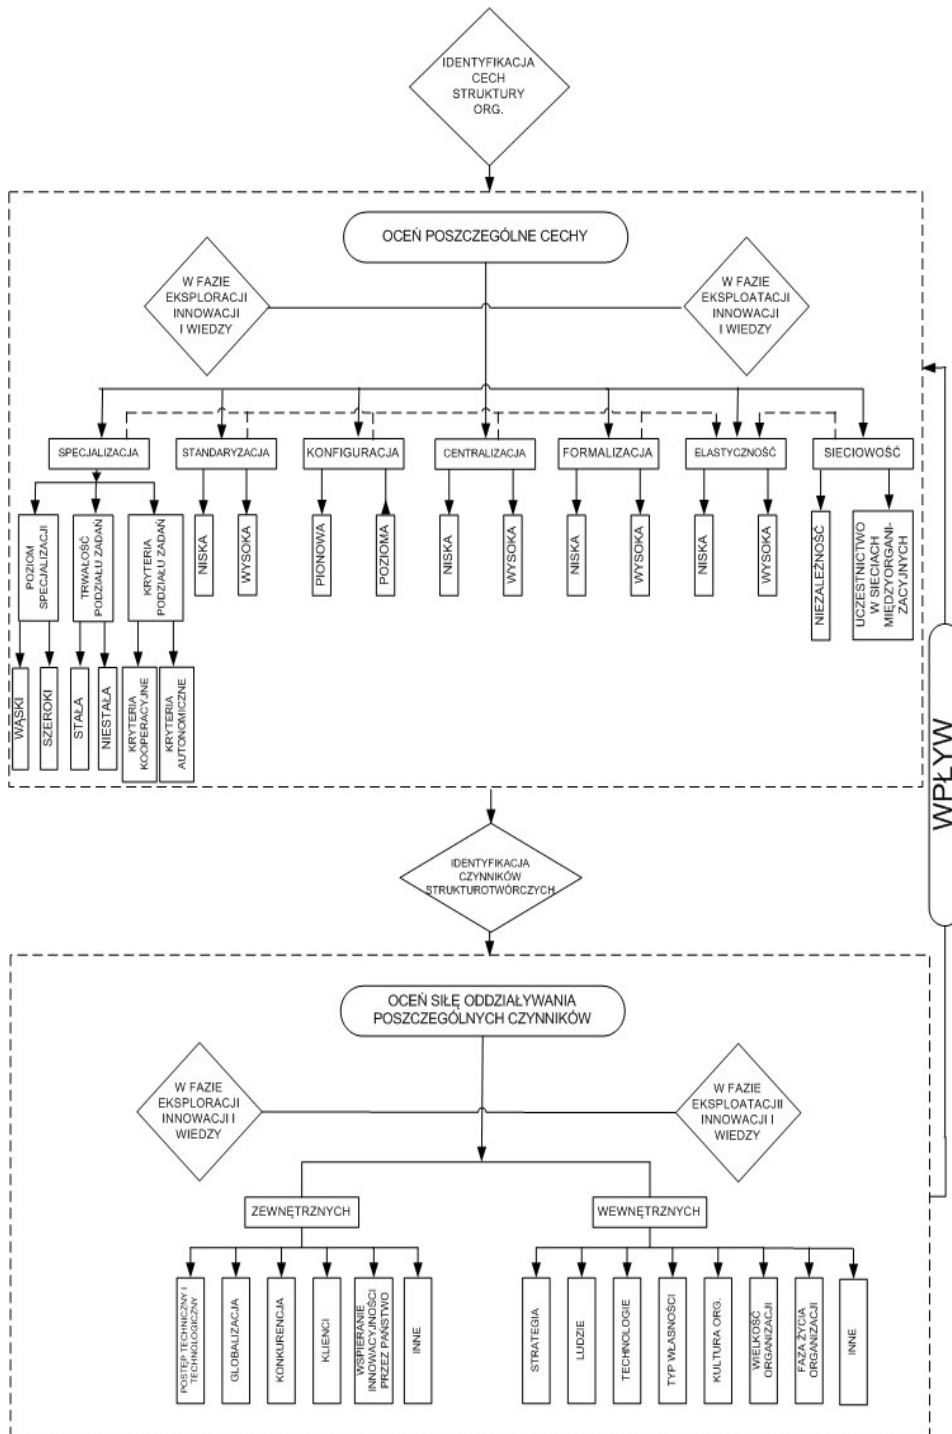 IDENTYFIKACJA
CECH
STRUKTURY
ORG.
OCEŃ POSZCZEGÓLNE CECHY
W FAZIE
EKSPLORACJI
INNOWACJI
I WIEDZY
W FAZIE
EKSPLOATACJI
INNOWACJI
I WIEDZY
SPECJALIZACJA
STANDARYZACJA
KONFIGURACJA
CENTRALIZACJA
FORMALIZACJA
ELASTYCZNOŚĆ
SIECIOWOŚĆ
POZIOM
SPECJALIZACJI
TRWAŁOŚĆ
PODZIAŁU ZADAŃ
KRYTERIA
PODZIAŁU ZADAŃ
NISKA
WYSOKA
PIONOWA
POZIOMA
NISKA
WYSOKA
NISKA
WYSOKA
NISKA
WYSOKA
NIEZALEŻNOŚĆ
UCZESTNICTWO
W SIECIACH
MIĘDZYORGANI-
ZACYJNYCH
WĄSKI
SZEROKI
STAŁA
NIESTAŁA
KRYTERIA
KOOPERACYJNE
KRYTERIA
AUTONOMICZNE
WPŁYW
IDENTYFIKACJA
CZYNNIKÓW
STRUKTUROTWÓRCZYCH
OCEŃ SIŁĘ ODDZIAŁYWANIA
POSZCZEGÓLNYCH CZYNNIKÓW
W FAZIE
EKSPLORACJI
INNOWACJI I
WIEDZY
W FAZIE
EKSPLOATACJII
INNOWACJI I
WIEDZY
ZEWNĘTRZNYCH
WEWNĘTRZNYCH
POSTĘP TECHNICZNY I
TECHNOLOGICZNY
GLOBALIZACJA
KONKURENCJA
KLIENCI
WSPIERANIE
INNOWACYJNOŚCI
PRZEZ PAŃSTWO
INNE
STRATEGIA
LUDZIE
TECHNOLOGIE
TYP WŁASNOŚCI
KULTURA ORG.
WIELKOŚĆ
ORGANIZACJI
FAZA ŻYCIA
ORGANIZACJI
INNE